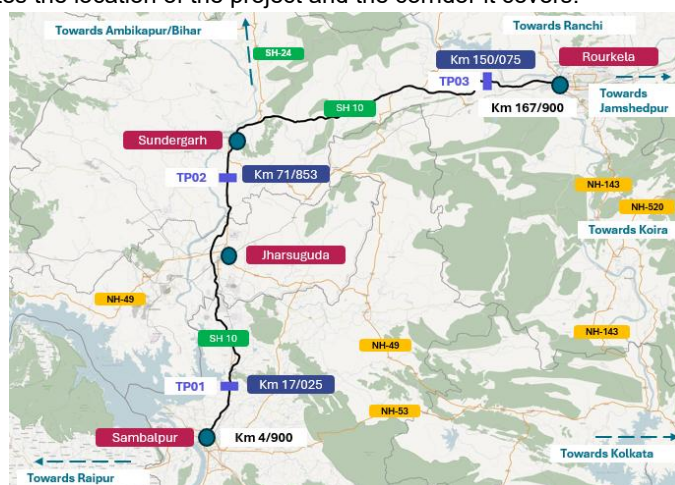 es the location of the project and the corridor it covers.
Towards Ambikapur/Bihar
Towards Ranchi
SH-24
Km 150/075
Rourkela
TP03
SH 10
Km 167/900
Towards
Jamshedpur
Sundergarh
TP02
Km 71/853
NH-143
NH-520
Towards Koira
Jharsuguda
NH-49
SH 10
NH-49
NH-143
TP01
Km 17/025
NH-53
Sambalpur
Km 4/900
Towards Kolkata
Towards Raipur